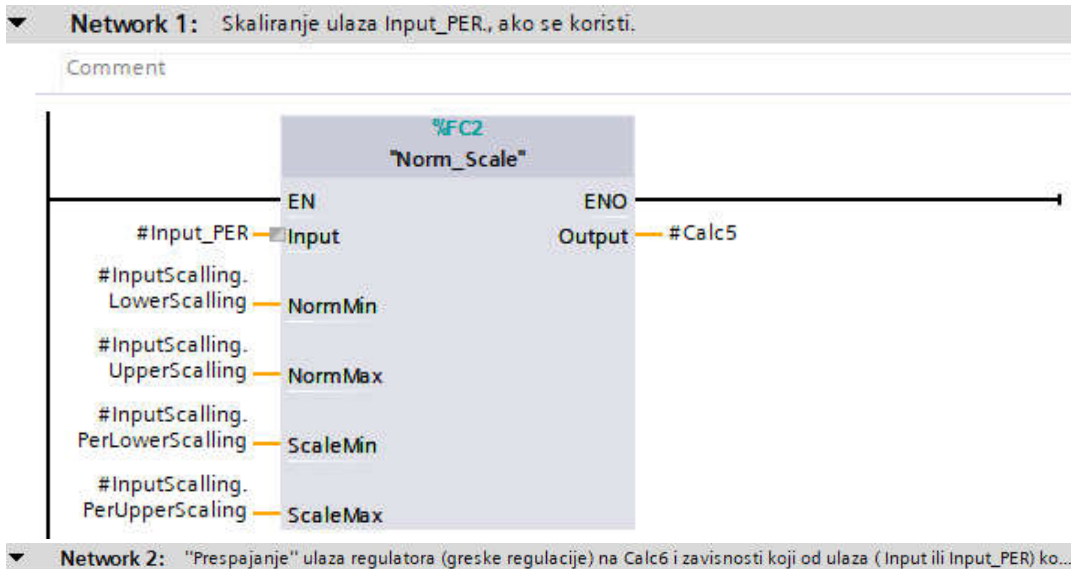 Network 1: Skaliranje ulaza Input_PER., ako se koristi.
Comment
%FC2
"Norm_Scale"
EN ENO
#Input_PER Input Output #Calc5
#InputScalling.
LowerScalling NormMin
#InputScalling.
UpperScalling NormMax
#InputScalling.
PerLowerScalling ScaleMin
#InputScalling.
PerUpperScaling ScaleMax
Network 2: "Prespajanje" ulaza regulatora (greske regulacije) na Calc6 i zavisnosti koji od ulaza ( Input ili Input_PER) ko...